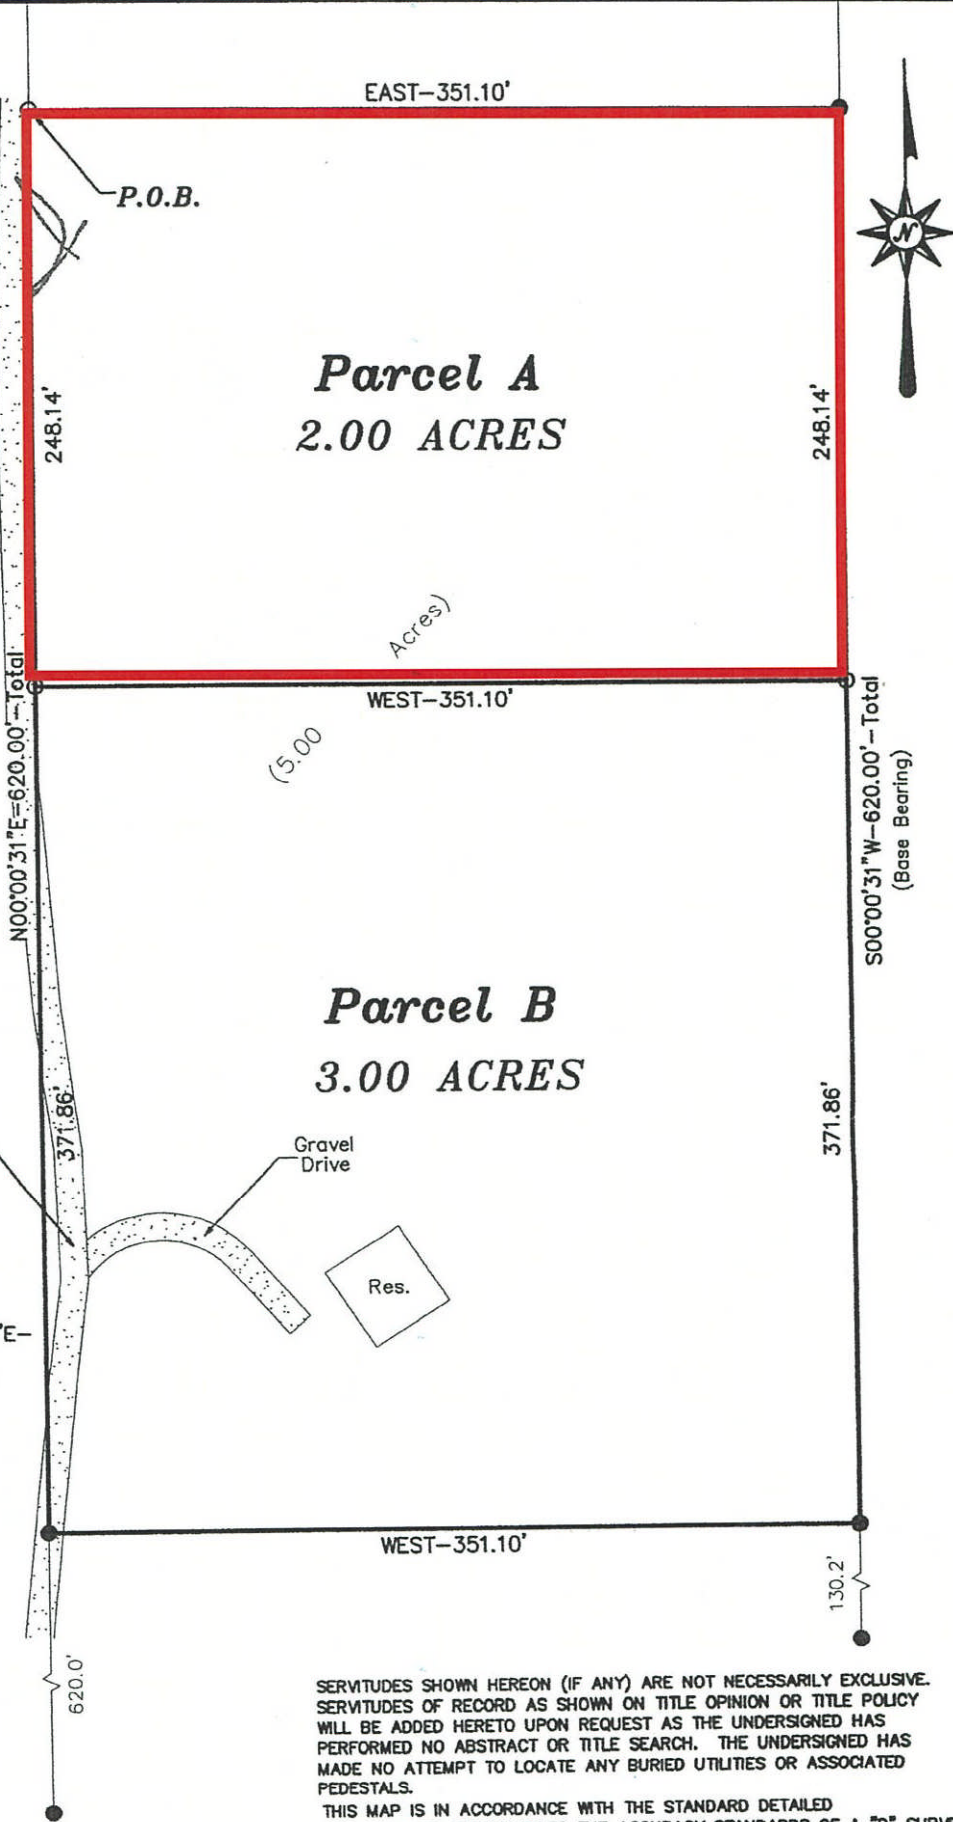 EAST—351.10'
P.O.B.
N
Parcel A
2.00 ACRES
248.14'
248.14'
Acres)
WEST—351.10'
(5.00
N00°00'31"E—620.00'—Total
S00°00'31"W—620.00'—Total
(Base Bearing)
Parcel B
3.00 ACRES
371.86'
371.86'
Gravel
Drive
Res.
'E—
WEST—351.10'
130.2'
620.0'
SERVITUDES SHOWN HEREON (IF ANY) ARE NOT NECESSARILY EXCLUSIVE.
SERVITUDES OF RECORD AS SHOWN ON TITLE OPINION OR TITLE POLICY
WILL BE ADDED HERETO UPON REQUEST AS THE UNDERSIGNED HAS
PERFORMED NO ABSTRACT OR TITLE SEARCH. THE UNDERSIGNED HAS
MADE NO ATTEMPT TO LOCATE ANY BURIED UTILITIES OR ASSOCIATED
PEDESTALS.
THIS MAP IS IN ACCORDANCE WITH THE STANDARD DETAILED